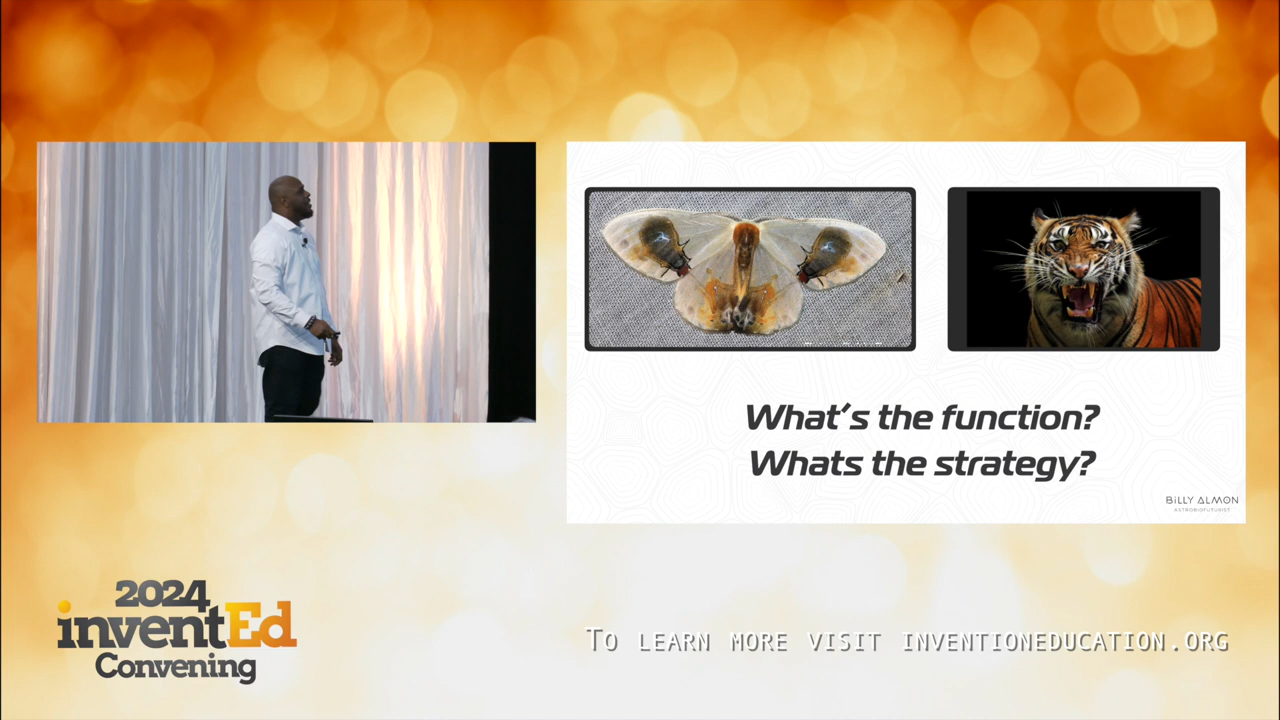 What's the function?
Whats the strategy?
BiLLY ALMON
ASTROBIOFUTURIST
2024
inventEd
Convening
To learn more visit inventioneducation.org